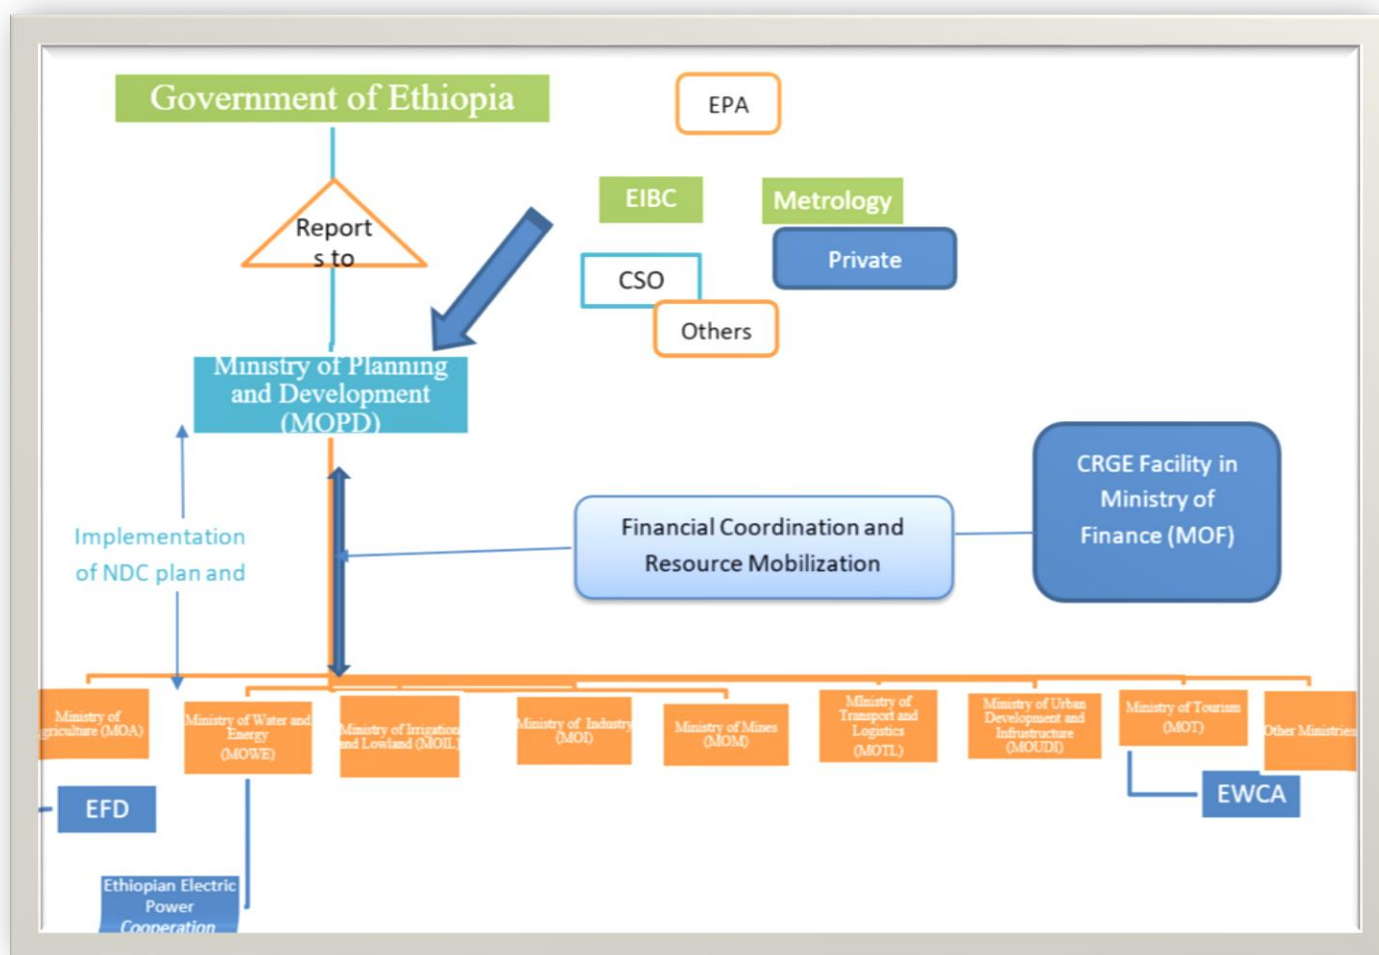 Government of Ethiopia
EPA
EIBC
Metrology
Report
s to
Private
CSO
Others
Ministry of Planning
and Development
(MOPD)
CRGE Facility in
Ministry of
Finance (MOF)
Financial Coordination and
Resource Mobilization
Implementation
of NDC plan and
Ministry of
griculture (MOA)
Ministry of Water and
Energy
(MOWE)
Ministry of Irrigation
and Lowland (MOIL)
Ministry of Industry
(MOI)
Ministry of Mines
(MOM)
MInistry of
Transport and
Logistics
(MOTL)
Ministry of Urban
Development and
Infrustructure
(MOUDI)
Ministry of Tourism
(MOT)
Other Ministries
EFD
EWCA
Ethiopian Electric
Power
Cooperation